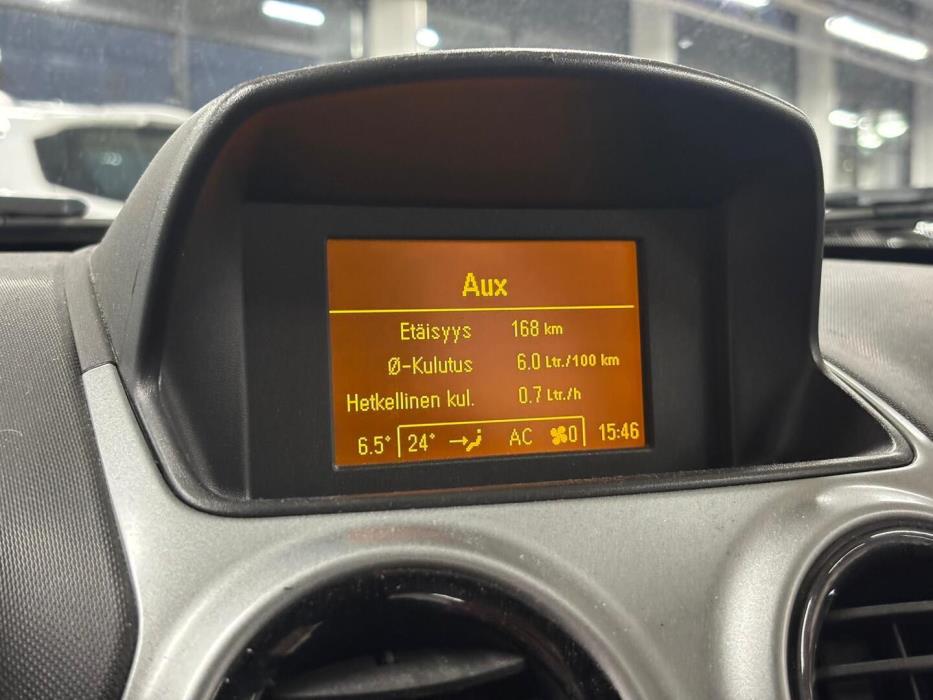 Aux
Etäisyys 168 km
Ø-Kulutus 6.0 Ltr./100 km
Hetkellinen kul. 0.7 Ltr./h
6.5° 24° AC 0 15:46